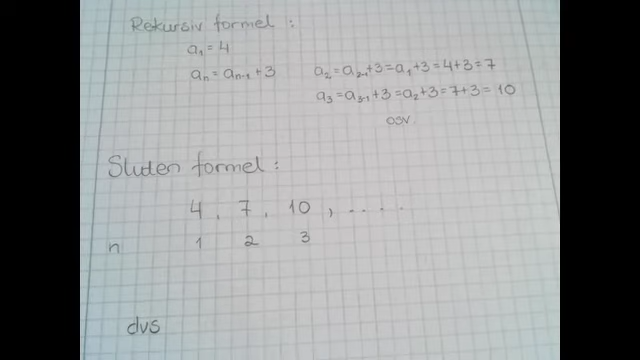 Rekursiv formel :
a₁ = 4
aₙ = aₙ₋₁ + 3
a₂ = a₂₋₁ + 3 = a₁ + 3 = 4 + 3 = 7
a₃ = a₃₋₁ + 3 = a₂ + 3 = 7 + 3 = 10
osv
Sluten formel :
4 , 7 , 10 , . . . .
n 1 2 3
dvs